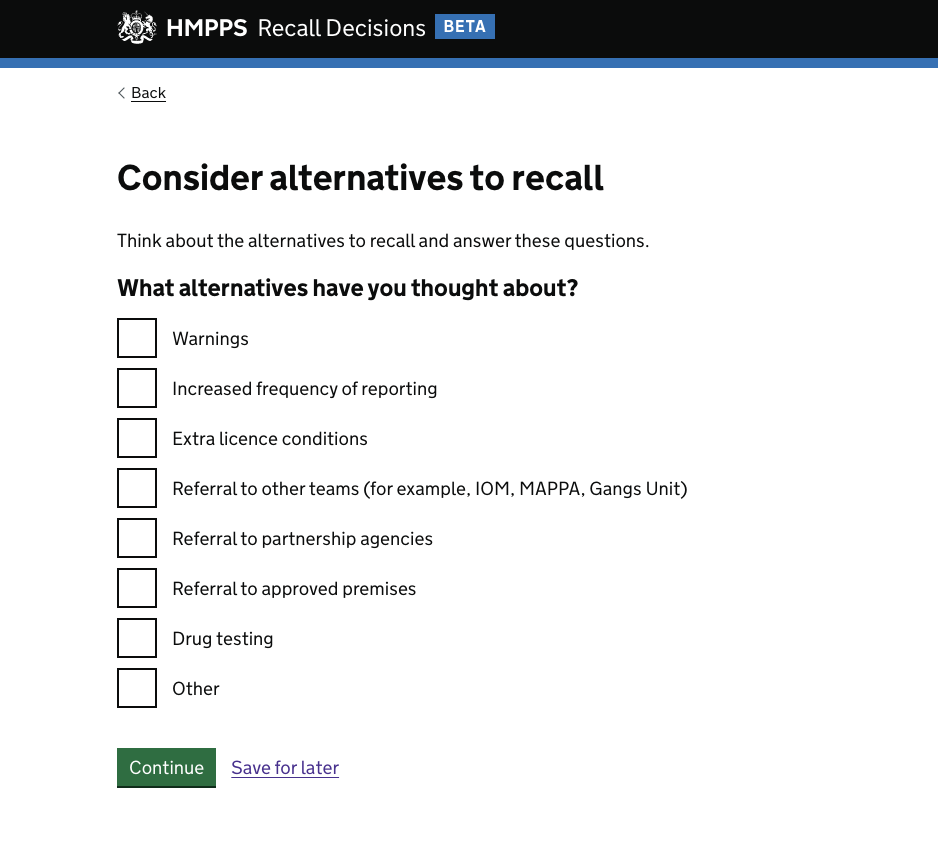 HMPPS Recall Decisions BETA
Back
Consider alternatives to recall
Think about the alternatives to recall and answer these questions.
What alternatives have you thought about?
Warnings
Increased frequency of reporting
Extra licence conditions
Referral to other teams (for example, IOM, MAPPA, Gangs Unit)
Referral to partnership agencies
Referral to approved premises
Drug testing
Other
Continue Save for later